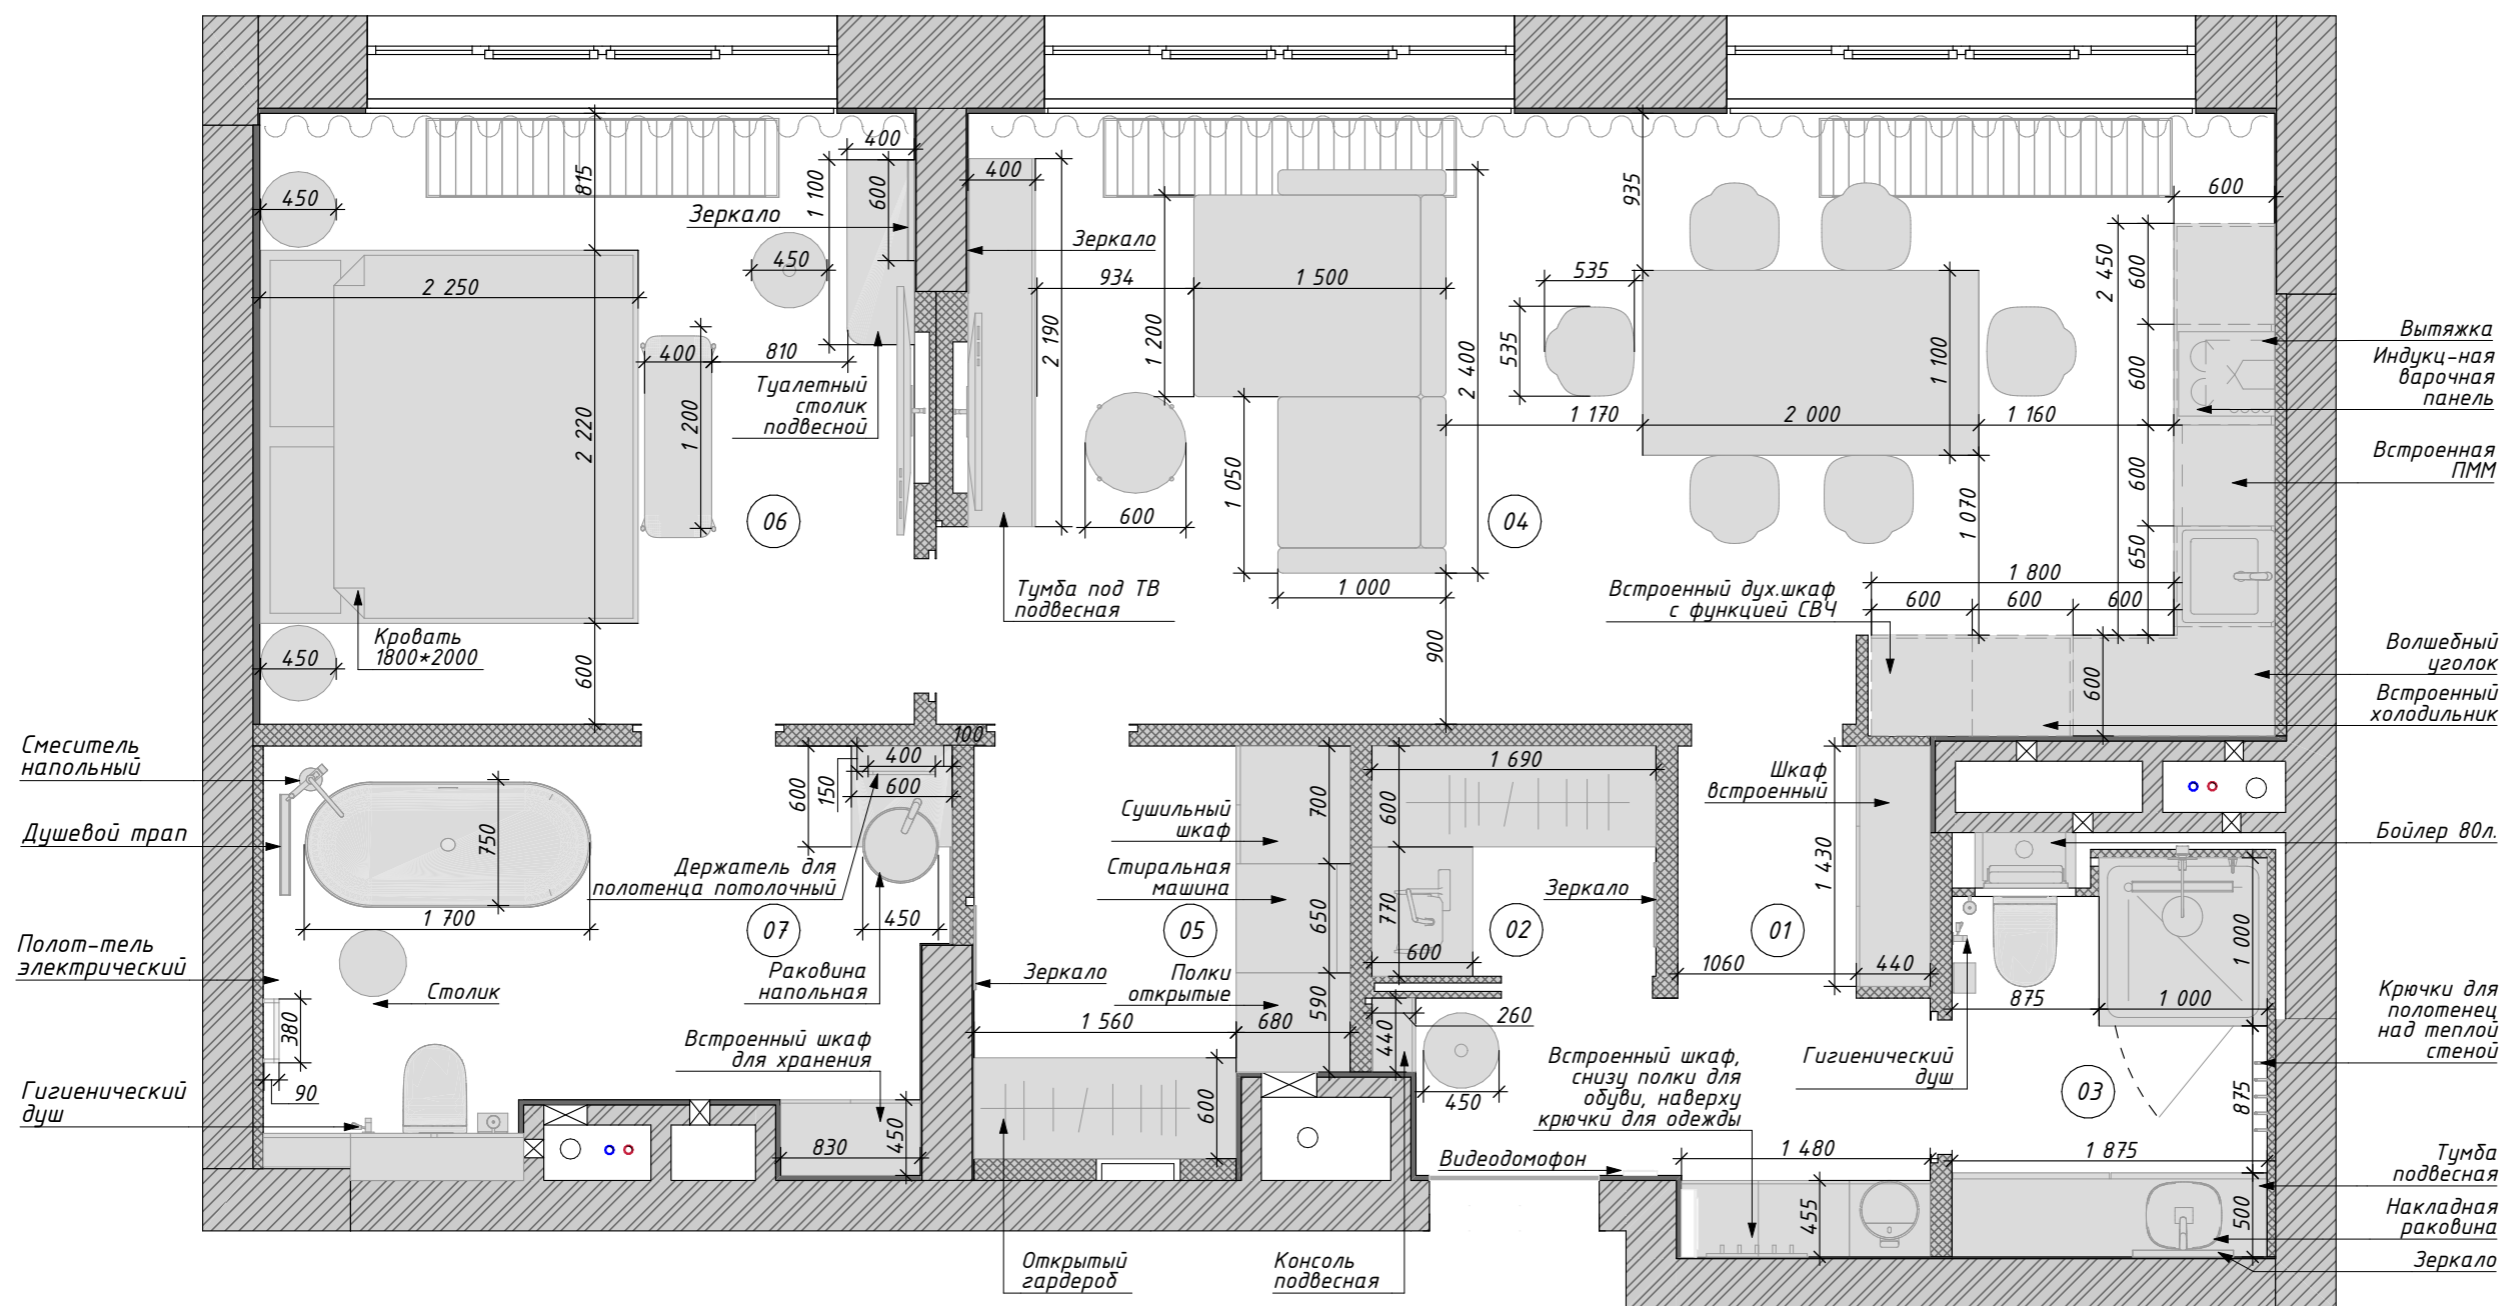 400
815
450
1 100
600
Зеркало
450
2 250
400
1 200
810
Туалетный
столик
подвесной
2 220
06
Кровать
1800*2000
450
600
400
Зеркало
934
1 500
2 190
1 200
2 400
1 050
600
1 000
Тумба под ТВ
подвесная
900
04
935
535
535
1 100
1 170
2 000
1 160
1 070
600
2 450
600
600
600
650
1 800
600
600
600
600
Встроенный дух.шкаф
с функцией СВЧ
Вытяжка
Индукц-ная
варочная
панель
Встроенная
ПММ
Волшебный
уголок
Встроенный
холодильник
Бойлер 80л.
Крючки для
полотенец
над теплой
стеной
Тумба
подвесная
Накладная
раковина
Зеркало
Смеситель
напольный
Душевой трап
Полот-тель
электрический
Гигиенический
душ
750
1 700
Столик
380
90
100
400
150
600
600
Держатель для
полотенца потолочный
07
450
Раковина
напольная
Встроенный шкаф
для хранения
830
450
Сушильный
шкаф
Стиральная
машина
05
Зеркало
Полки
открытые
1 560
680
700
650
590
600
Открытый
гардероб
1 690
600
770
600
Зеркало
02
440
260
450
Консоль
подвесная
Шкаф
встроенный
1 430
01
1060
440
Встроенный шкаф,
снизу полки для
обуви, наверху
крючки для одежды
Видеодомофон
1 480
455
875
1 000
1 000
Гигиенический
душ
03
875
1 875
500